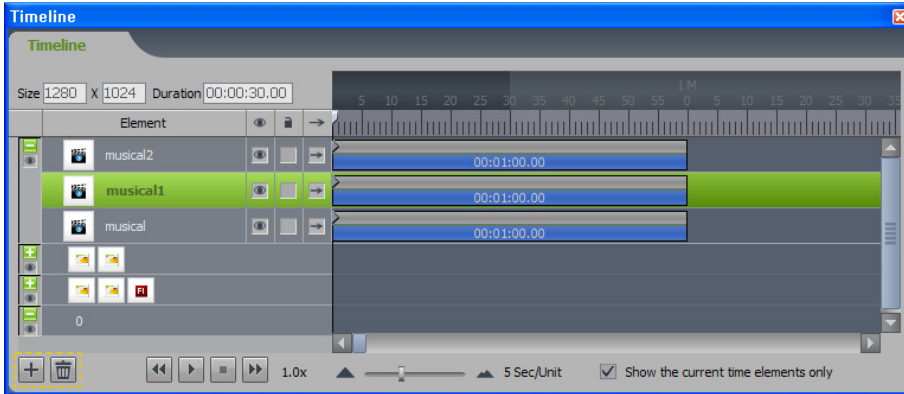 Timeline
Timeline
Size 1280 X 1024 Duration 00:00:30.00
1 M
5 10 15 20 25 30 35 40 45 50 55 0 5 10 15 20 25 30 35
Element
musical2 00:01:00.00
musical1 00:01:00.00
musical 00:01:00.00
Fl
0
1.0x 5 Sec/Unit Show the current time elements only